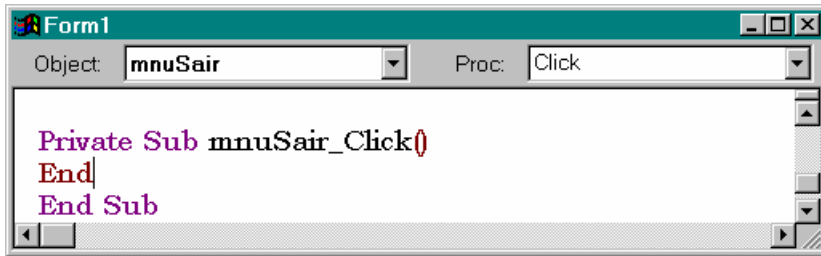 Form1
Object: mnuSair Proc: Click
Private Sub mnuSair_Click()
End
End Sub